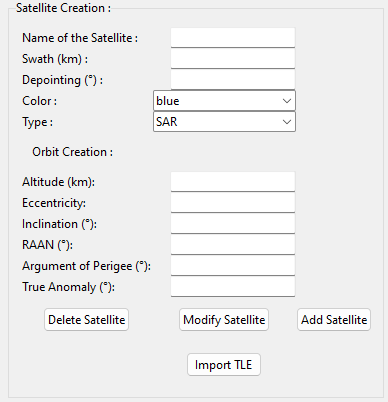 Satellite Creation :
Name of the Satellite :
Swath (km) :
Depointing (°) :
Color : blue
Type : SAR
Orbit Creation :
Altitude (km):
Eccentricity:
Inclination (°):
RAAN (°):
Argument of Perigee (°):
True Anomaly (°):
Delete Satellite Modify Satellite Add Satellite
Import TLE